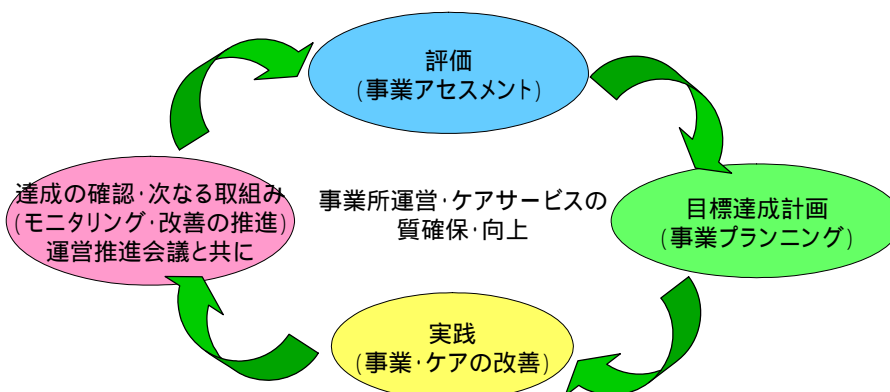 評価
(事業アセスメント)
目標達成計画
(事業プランニング)
事業所運営・ケアサービスの
質確保・向上
達成の確認・次なる取組み
(モニタリング・改善の推進)
運営推進会議と共に
実践
(事業・ケアの改善)